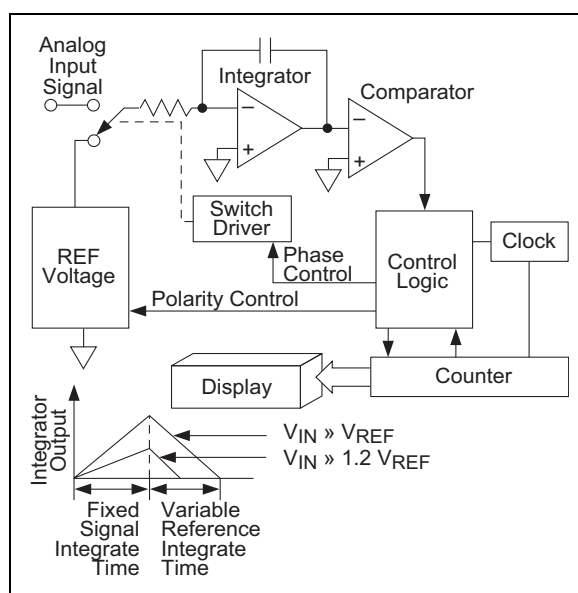 Analog
Input
Signal
Integrator
Comparator
−
+
−
+
Switch
Driver
REF
Voltage
Phase
Control
Control
Logic
Clock
Polarity Control
Display
Counter
Integrator
Output
VIN » VREF
VIN » 1.2 VREF
Fixed
Signal
Integrate
Time
Variable
Reference
Integrate
Time